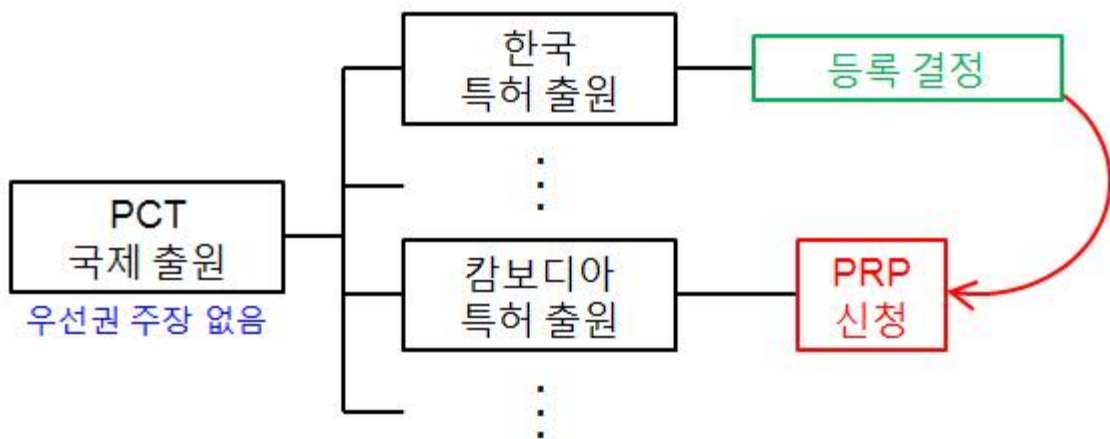 한국
특허 출원
등록 결정
PCT
국제 출원
우선권 주장 없음
캄보디아
특허 출원
PRP
신청